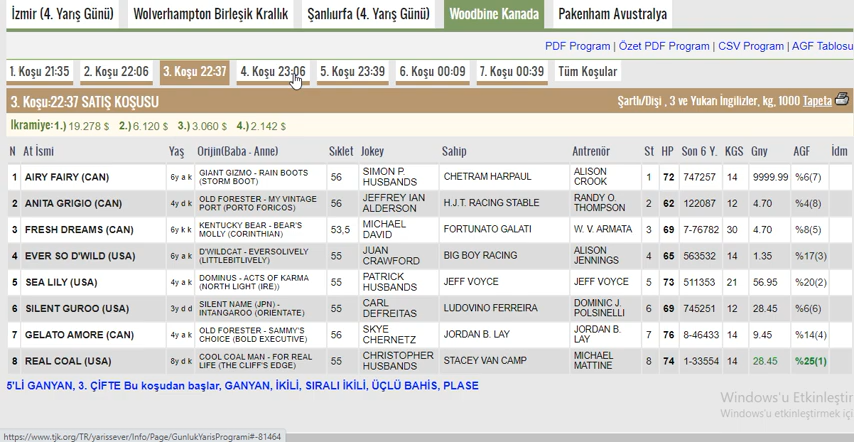 İzmir (4. Yarış Günü) Wolverhampton Birleşik Krallık Şanlıurfa (4. Yarış Günü) Woodbine Kanada Pakenham Avustralya
PDF Program | Özet PDF Program | CSV Program | AGF Tablosu
1. Koşu 21:35 2. Koşu 22:06 3. Koşu 22:37 4. Koşu 23:06 5. Koşu 23:39 6. Koşu 00:09 7. Koşu 00:39 Tüm Koşular
3. Koşu:22:37 SATIŞ KOŞUSU Şartlı/Dişi , 3 ve Yukarı İngilizler, kg, 1000 Tapeta
İkramiye: 1.) 19.278 $ 2.) 6.120 $ 3.) 3.060 $ 4.) 2.142 $
N At İsmi Yaş Orijin(Baba - Anne) Sıklet Jokey Sahip Antrenör St HP Son 6 Y. KGS Gny AGF İdm
1 AIRY FAIRY (CAN) 6y a k GIANT GIZMO - RAIN BOOTS (STORM BOOT) 56 SIMON P. HUSBANDS CHETRAM HARPAUL ALISON CROOK 1 72 747257 14 9999.99 %6(7)
2 ANITA GRIGIO (CAN) 4y d k OLD FORESTER - MY VINTAGE PORT (PORTO FORICOS) 56 JEFFREY IAN ALDERSON H.J.T. RACING STABLE RANDY O. THOMPSON 2 62 122087 12 4.70 %4(8)
3 FRESH DREAMS (CAN) 6y k k KENTUCKY BEAR - BEAR'S MOLLY (CORINTHIAN) 53,5 MICHAEL DAVID FORTUNATO GALATI W. V. ARMATA 3 69 7-76782 30 4.70 %8(5)
4 EVER SO D'WILD (USA) 6y a k D'WILDCAT - EVERSOLIVELY (LITTLEBITLIVELY) 55 JUAN CRAWFORD BIG BOY RACING ALISON JENNINGS 4 65 563532 14 1.35 %17(3)
5 SEA LILY (USA) 4y a k DOMINUS - ACTS OF KARMA (NORTH LIGHT (IRE)) 55 PATRICK HUSBANDS JEFF VOYCE JEFF VOYCE 5 73 511353 21 56.95 %20(2)
6 SILENT GUROO (USA) 3y d d SILENT NAME (JPN) - INTANGAROO (ORIENTATE) 55 CARL DEFREITAS LUDOVINO FERREIRA DOMINIC J. POLSINELLI 6 69 745251 12 28.45 %6(6)
7 GELATO AMORE (CAN) 4y a k OLD FORESTER - SAMMY'S CHOICE (BOLD EXECUTIVE) 56 SKYE CHERNETZ JORDAN B. LAY JORDAN B. LAY 7 76 8-46433 14 9.45 %14(4)
8 REAL COAL (USA) 8y d k COOL COAL MAN - FOR REAL LIFE (THE CLIFF'S EDGE) 55 CHRISTOPHER HUSBANDS STACEY VAN CAMP MICHAEL MATTINE 8 74 1-33554 14 28.45 %25(1)
5'Lİ GANYAN, 3. ÇİFTE Bu koşudan başlar, GANYAN, İKİLİ, SIRALI İKİLİ, ÜÇLÜ BAHİS, PLASE
Windows'u Etkinleştir
Windows'u etkinleştirmek içi
https://www.tjk.org/TR/yarissever/Info/Page/GunlukYarisProgrami#-81464